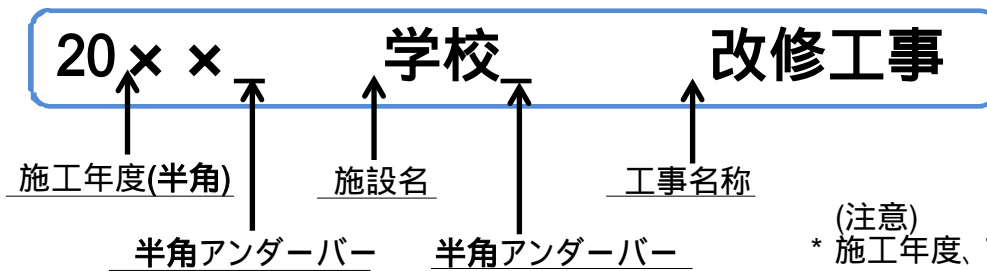 20××_ 学校_ 改修工事
施工年度(半角) 施設名 工事名称
半角アンダーバー 半角アンダーバー
(注意)
* 施工年度、